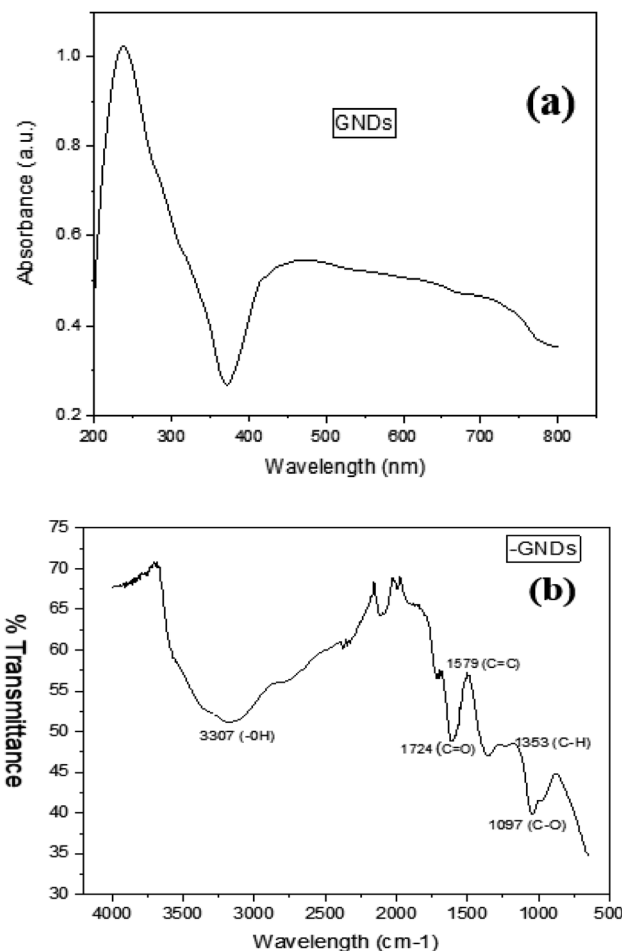 (a)
GNDs
1.0
0.8
0.6
0.4
0.2
Absorbance (a.u.)
200 300 400 500 600 700 800
Wavelength (nm)
-GNDs
(b)
75
70
65
60
55
50
45
40
35
30
% Transmittance
1579 (C=C)
3307 (-0H)
1724 (C=O)
1353 (C-H)
1097 (C-O)
4000 3500 3000 2500 2000 1500 1000 500
Wavelength (cm-1)